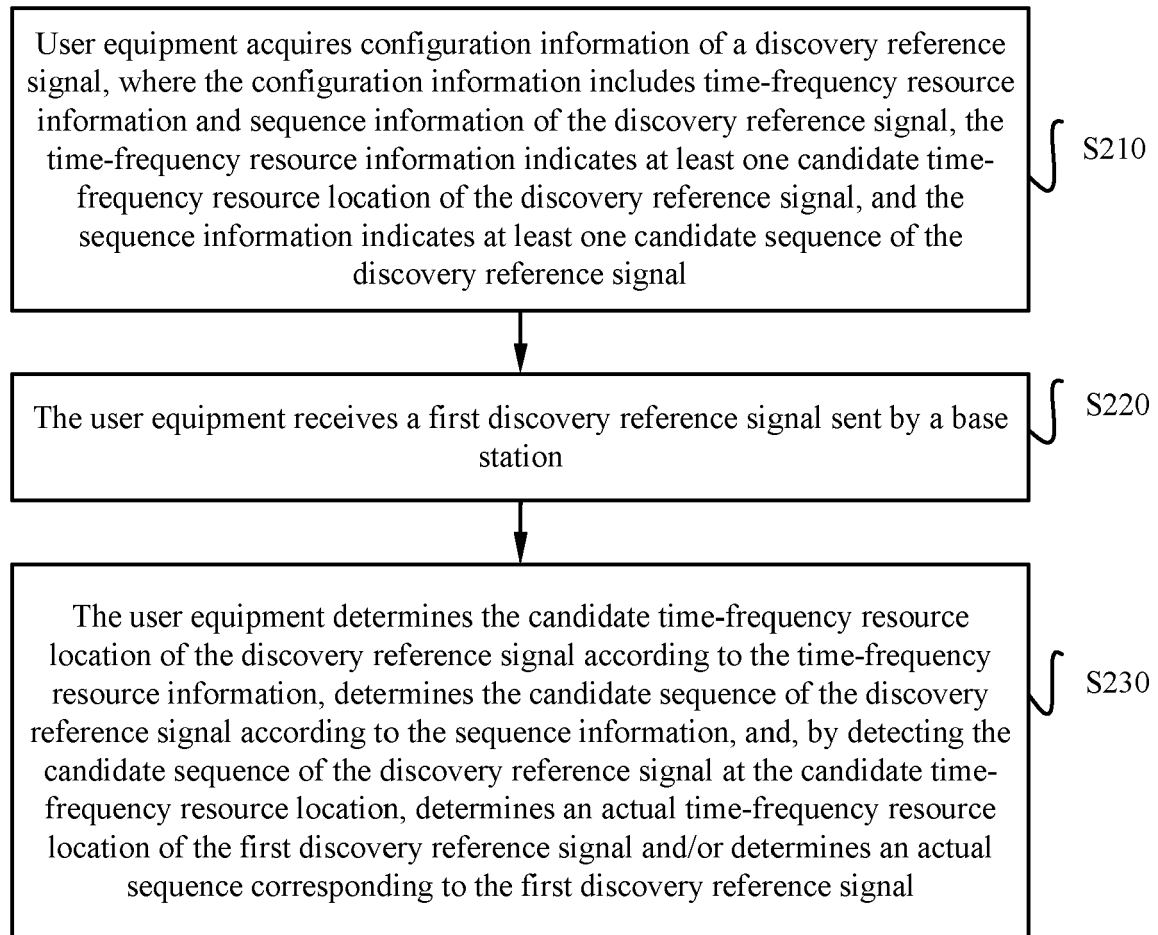 User equipment acquires configuration information of a discovery reference
signal, where the configuration information includes time-frequency resource
information and sequence information of the discovery reference signal, the
time-frequency resource information indicates at least one candidate time-
frequency resource location of the discovery reference signal, and the
sequence information indicates at least one candidate sequence of the
discovery reference signal
S210
The user equipment receives a first discovery reference signal sent by a base
station
S220
The user equipment determines the candidate time-frequency resource
location of the discovery reference signal according to the time-frequency
resource information, determines the candidate sequence of the discovery
reference signal according to the sequence information, and, by detecting the
candidate sequence of the discovery reference signal at the candidate time-
frequency resource location, determines an actual time-frequency resource
location of the first discovery reference signal and/or determines an actual
sequence corresponding to the first discovery reference signal
S230